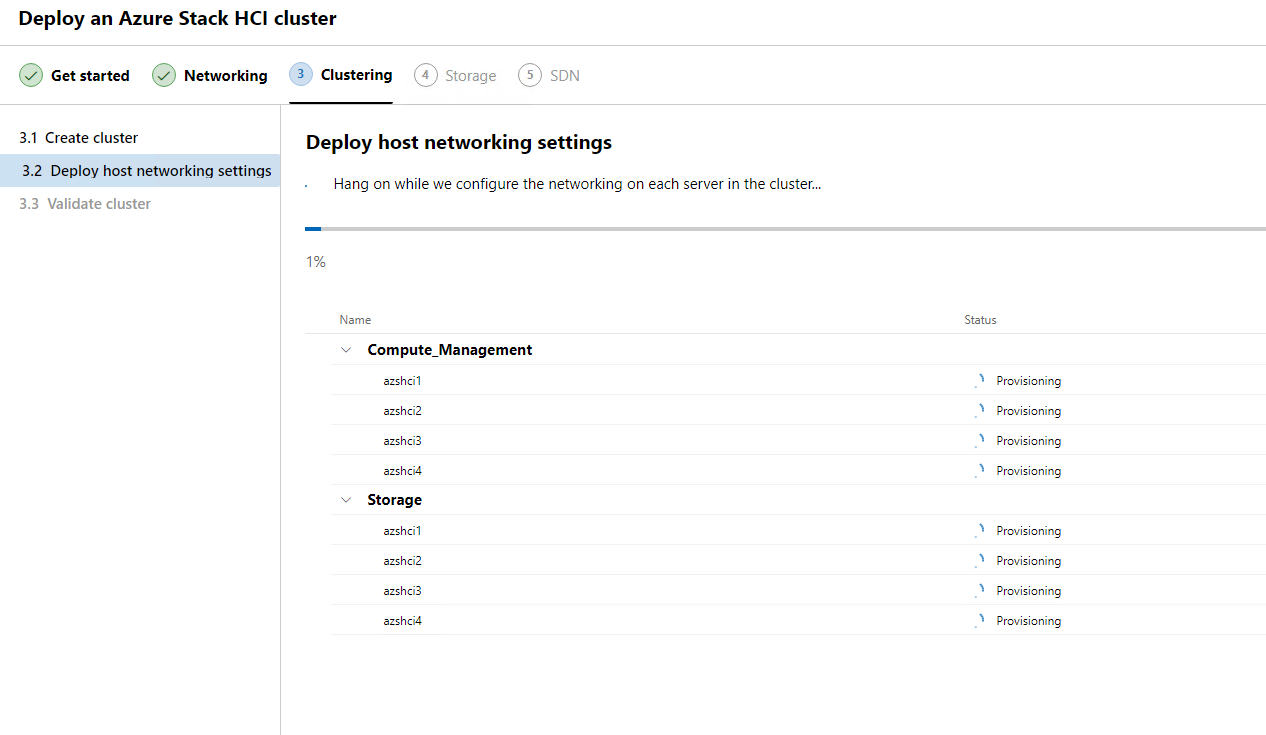 Deploy an Azure Stack HCI cluster
Get started
Networking
3 Clustering
4 Storage
5 SDN
3.1 Create cluster
3.2 Deploy host networking settings
3.3 Validate cluster
Deploy host networking settings
Hang on while we configure the networking on each server in the cluster...
1%
Name Status
Compute_Management
azshci1 Provisioning
azshci2 Provisioning
azshci3 Provisioning
azshci4 Provisioning
Storage
azshci1 Provisioning
azshci2 Provisioning
azshci3 Provisioning
azshci4 Provisioning